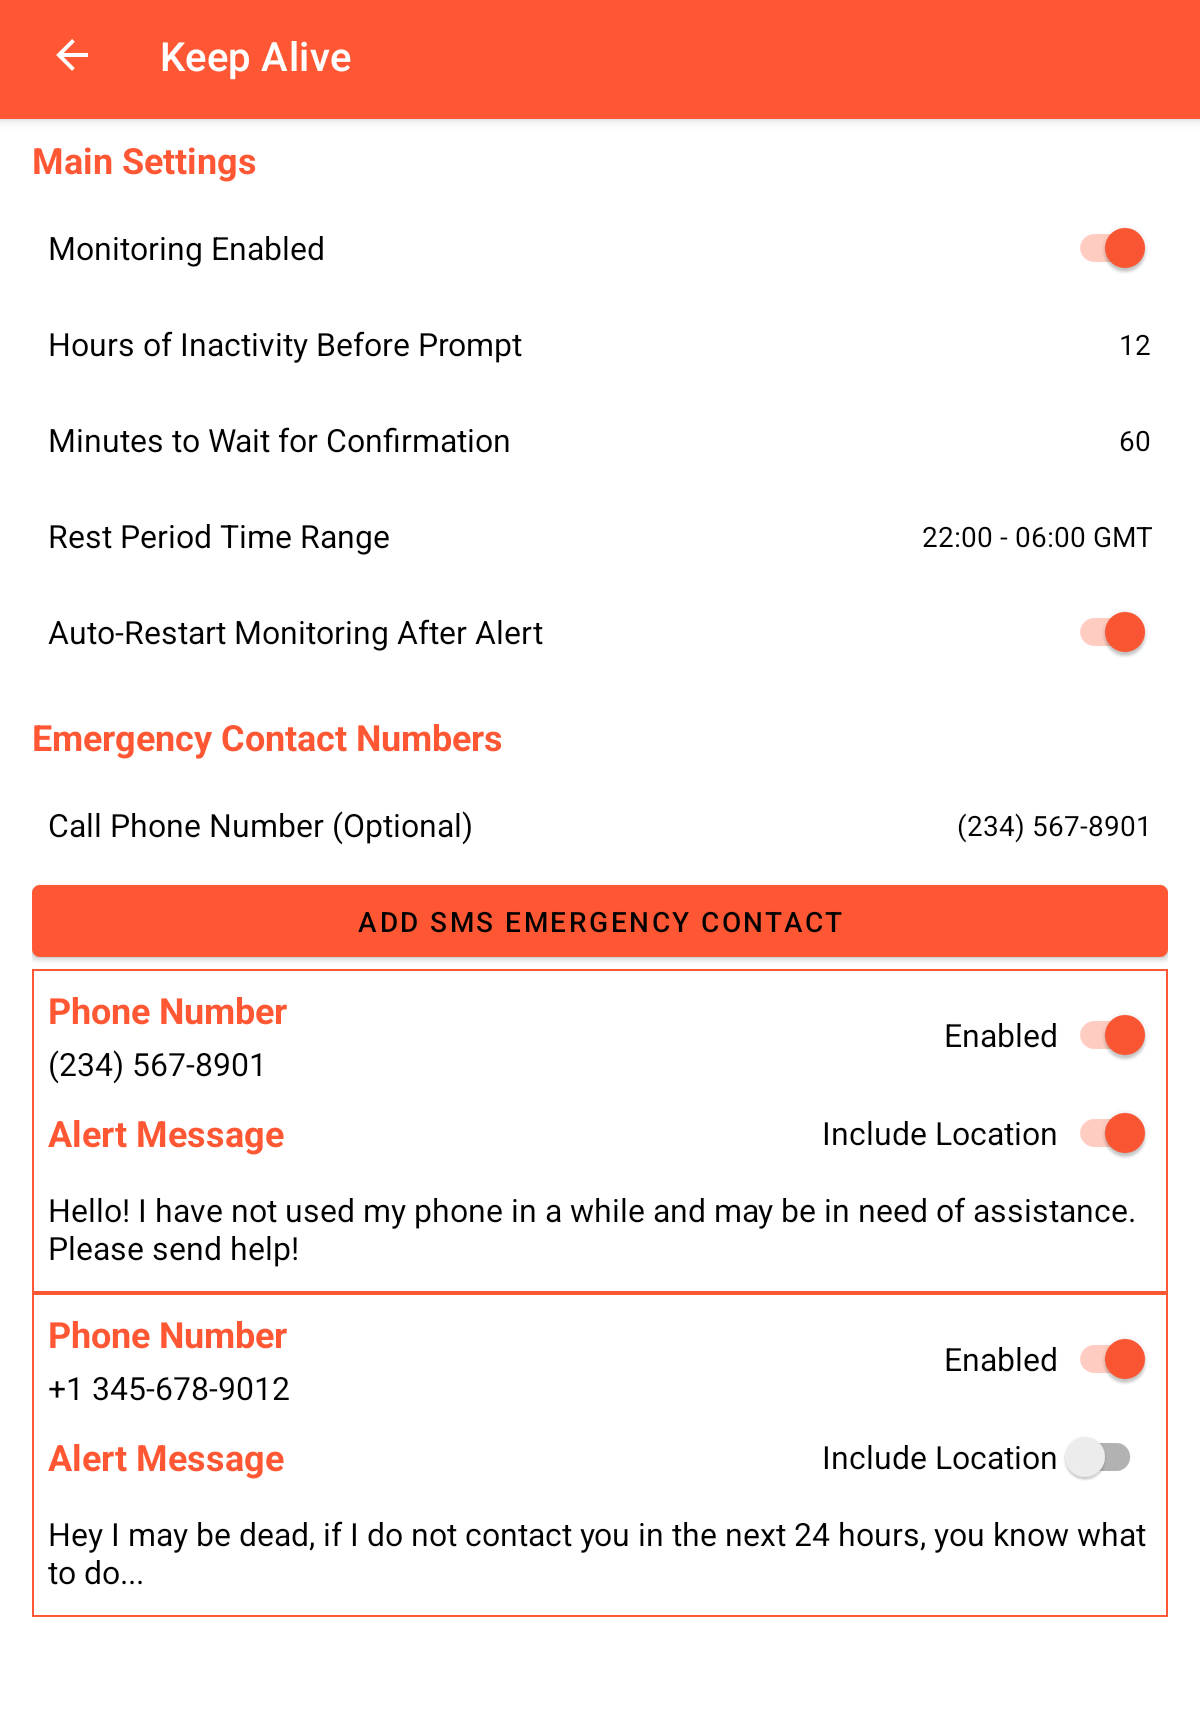 Keep Alive
Main Settings
Monitoring Enabled
Hours of Inactivity Before Prompt 12
Minutes to Wait for Confirmation 60
Rest Period Time Range 22:00 - 06:00 GMT
Auto-Restart Monitoring After Alert
Emergency Contact Numbers
Call Phone Number (Optional) (234) 567-8901
ADD SMS EMERGENCY CONTACT
Phone Number
Enabled
(234) 567-8901
Alert Message Include Location
Hello! I have not used my phone in a while and may be in need of assistance.
Please send help!
Phone Number
Enabled
+1 345-678-9012
Alert Message Include Location
Hey I may be dead, if I do not contact you in the next 24 hours, you know what
to do...